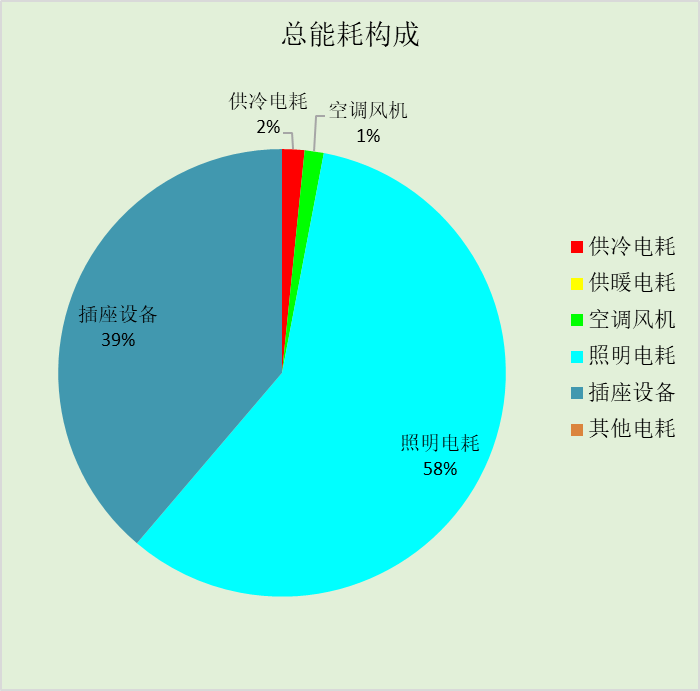 总能耗构成
供冷电耗
2%
空调风机
1%
插座设备
39%
照明电耗
58%
供冷电耗
供暖电耗
空调风机
照明电耗
插座设备
其他电耗